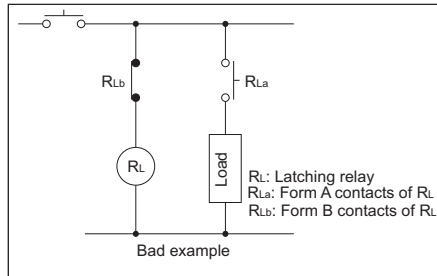 RLb
RLa
RL
Load
RL: Latching relay
RLa: Form A contacts of RL
RLb: Form B contacts of RL
Bad example